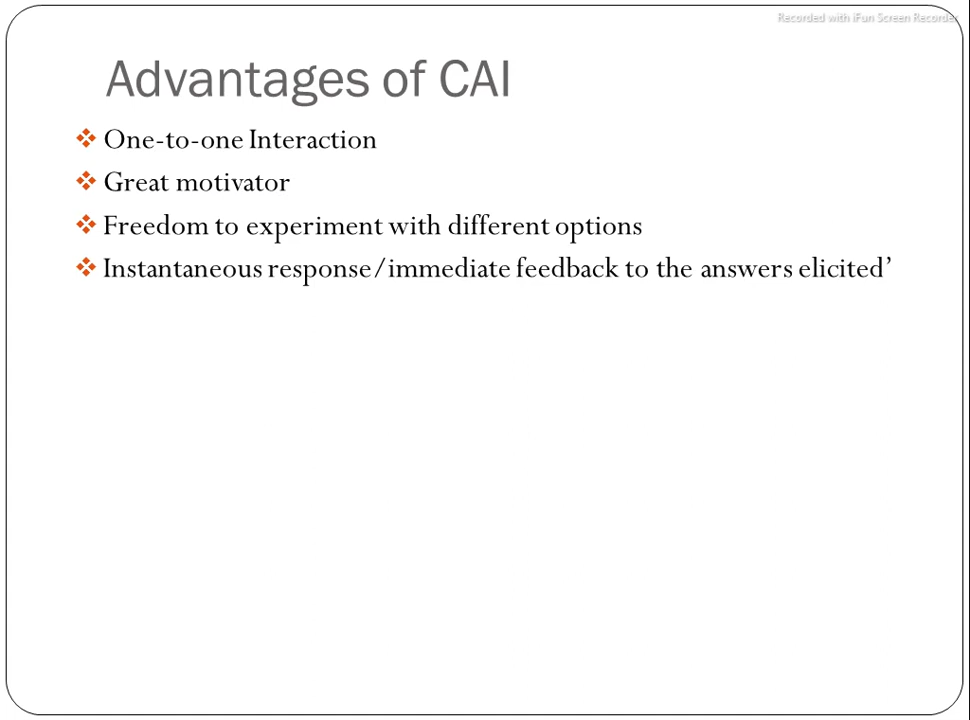 Recorded with iFun Screen Recorder
Advantages of CAI
One-to-one Interaction
Great motivator
Freedom to experiment with different options
Instantaneous response/immediate feedback to the answers elicited’